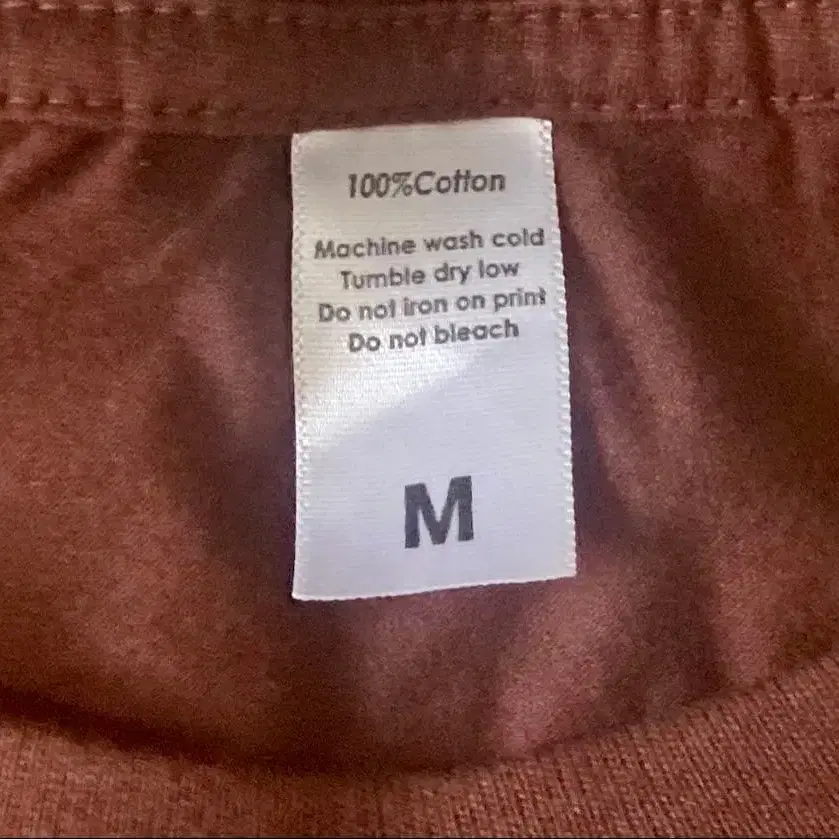 100%Cotton
Machine wash cold
Tumble dry low
Do not iron on print
Do not bleach
M